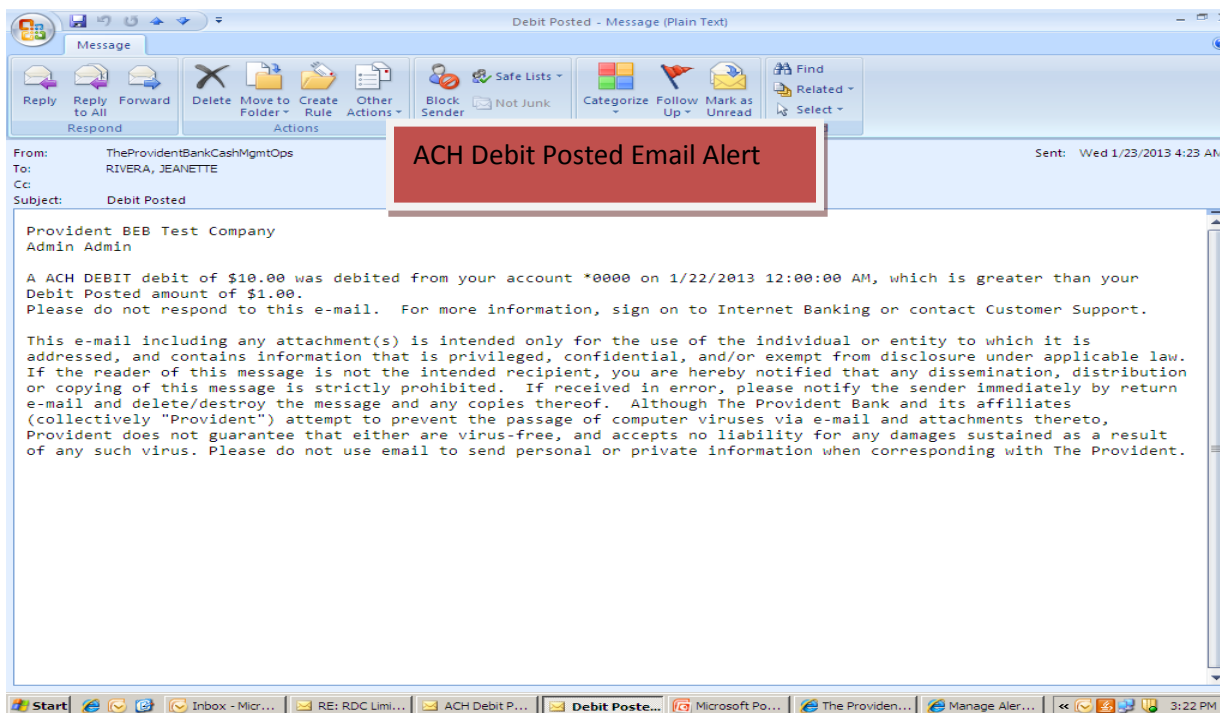 Debit Posted - Message (Plain Text)
Message
Reply
Reply to All
Forward
Delete
Move to Folder
Create Rule
Other Actions
Block Sender
Safe Lists
Not Junk
Categorize
Follow Up
Mark as Unread
Find
Related
Select
Respond
Actions
ACH Debit Posted Email Alert
From: TheProvidentBankCashMgmtOps
Sent: Wed 1/23/2013 4:23 AM
To: RIVERA, JEANETTE
Cc:
Subject: Debit Posted
Provident BEB Test Company
Admin Admin
A ACH DEBIT debit of $10.00 was debited from your account *0000 on 1/22/2013 12:00:00 AM, which is greater than your
Debit Posted amount of $1.00.
Please do not respond to this e-mail. For more information, sign on to Internet Banking or contact Customer Support.
This e-mail including any attachment(s) is intended only for the use of the individual or entity to which it is
addressed, and contains information that is privileged, confidential, and/or exempt from disclosure under applicable law.
If the reader of this message is not the intended recipient, you are hereby notified that any dissemination, distribution
or copying of this message is strictly prohibited. If received in error, please notify the sender immediately by return
e-mail and delete/destroy the message and any copies thereof. Although The Provident Bank and its affiliates
(collectively "Provident") attempt to prevent the passage of computer viruses via e-mail and attachments thereto,
Provident does not guarantee that either are virus-free, and accepts no liability for any damages sustained as a result
of any such virus. Please do not use email to send personal or private information when corresponding with The Provident.
Start
Inbox - Micr...
RE: RDC Limi...
ACH Debit P...
Debit Poste...
Microsoft Po...
The Providen...
Manage Aler...
3:22 PM